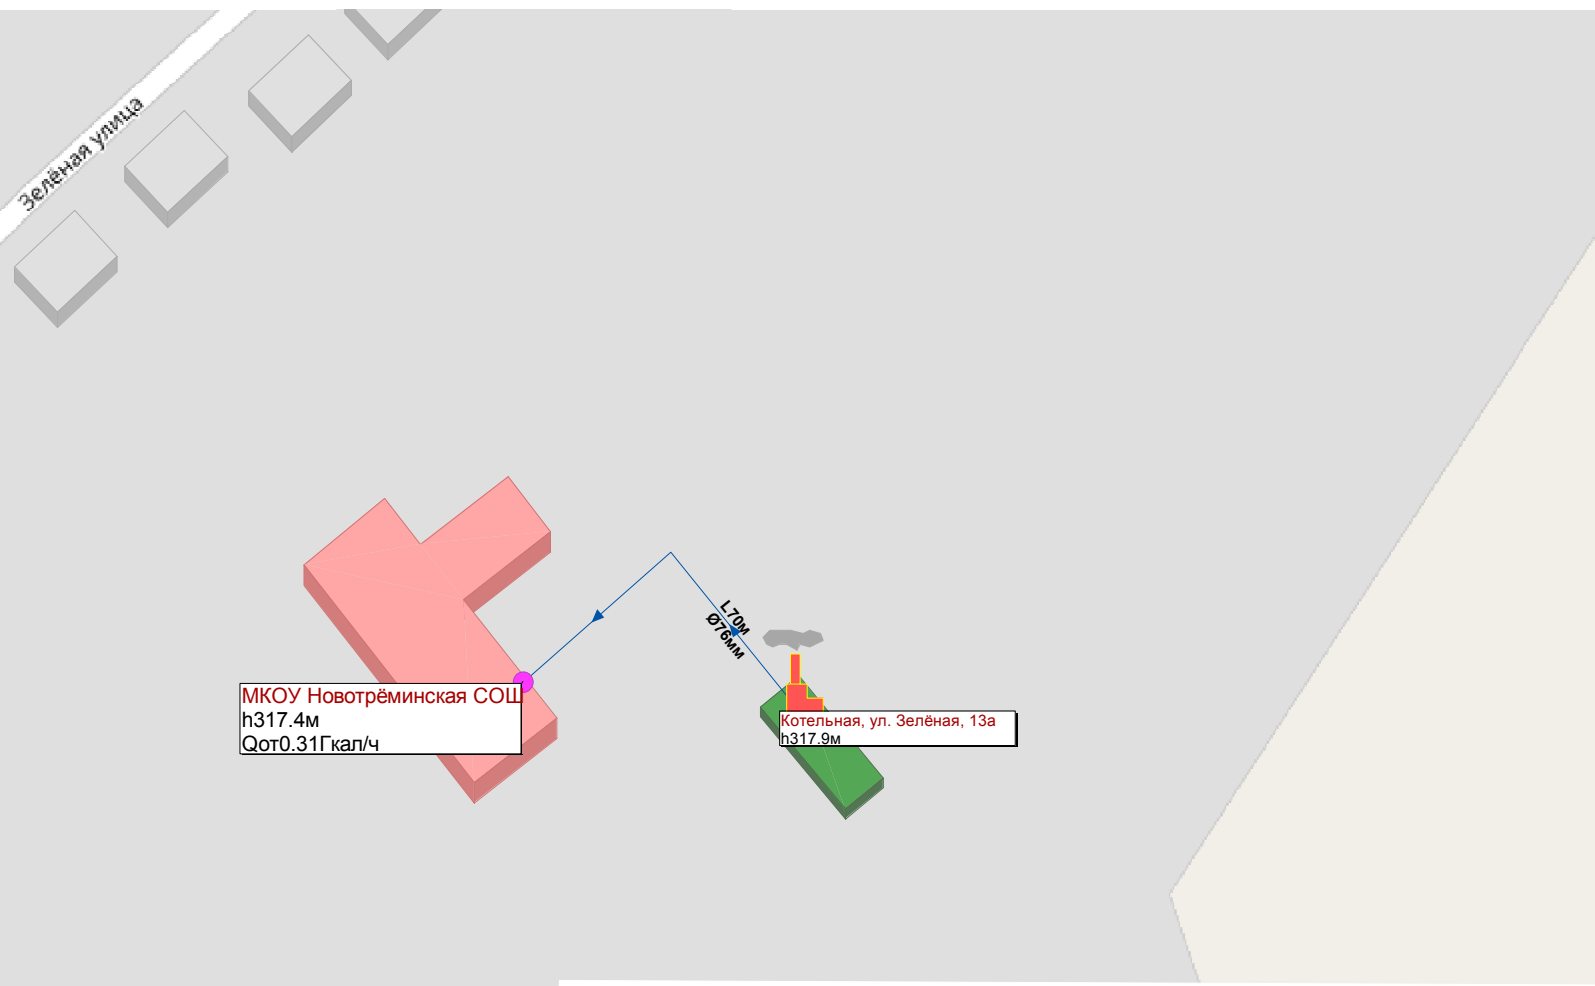 Зелёная улица
L70м
Ø76мм
МКОУ Новотрёминская СОШ
h317.4м
Qот0.31Гкал/ч
Котельная, ул. Зелёная, 13а
h317.9м